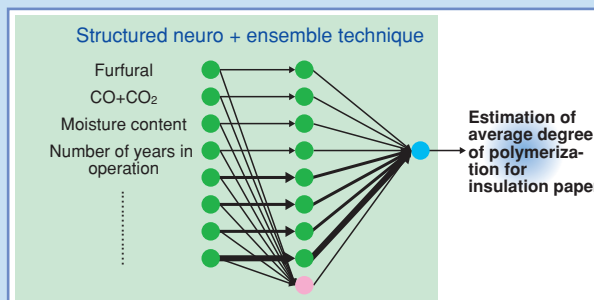 Structured neuro + ensemble technique
Furfural
CO+CO₂
Moisture content
Number of years in
operation
Estimation of
average degree
of polymeriza-
tion for
insulation pape